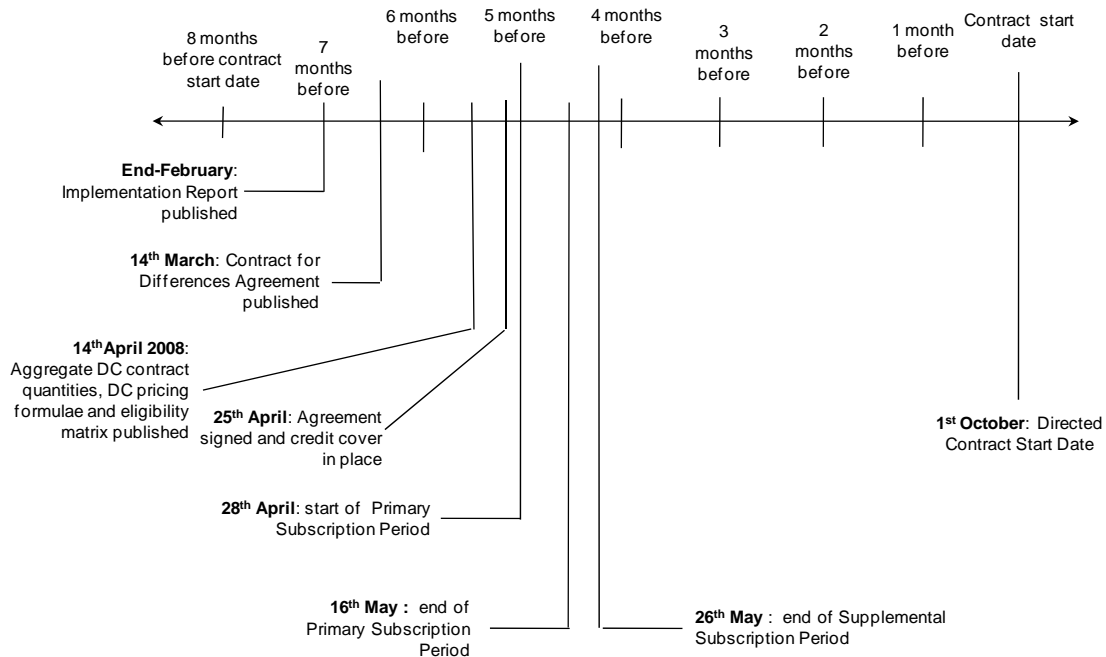 8 months
before contract
start date
7
months
before
6 months
before
5 months
before
4 months
before
3
months
before
2
months
before
1 month
before
Contract start
date
End-February:
Implementation Report
published
14th March: Contract for
Differences Agreement
published
14th April 2008:
Aggregate DC contract
quantities, DC pricing
formulae and eligibility
matrix published
25th April: Agreement
signed and credit cover
in place
28th April: start of Primary
Subscription Period
16th May : end of
Primary Subscription
Period
26th May : end of Supplemental
Subscription Period
1st October: Directed
Contract Start Date